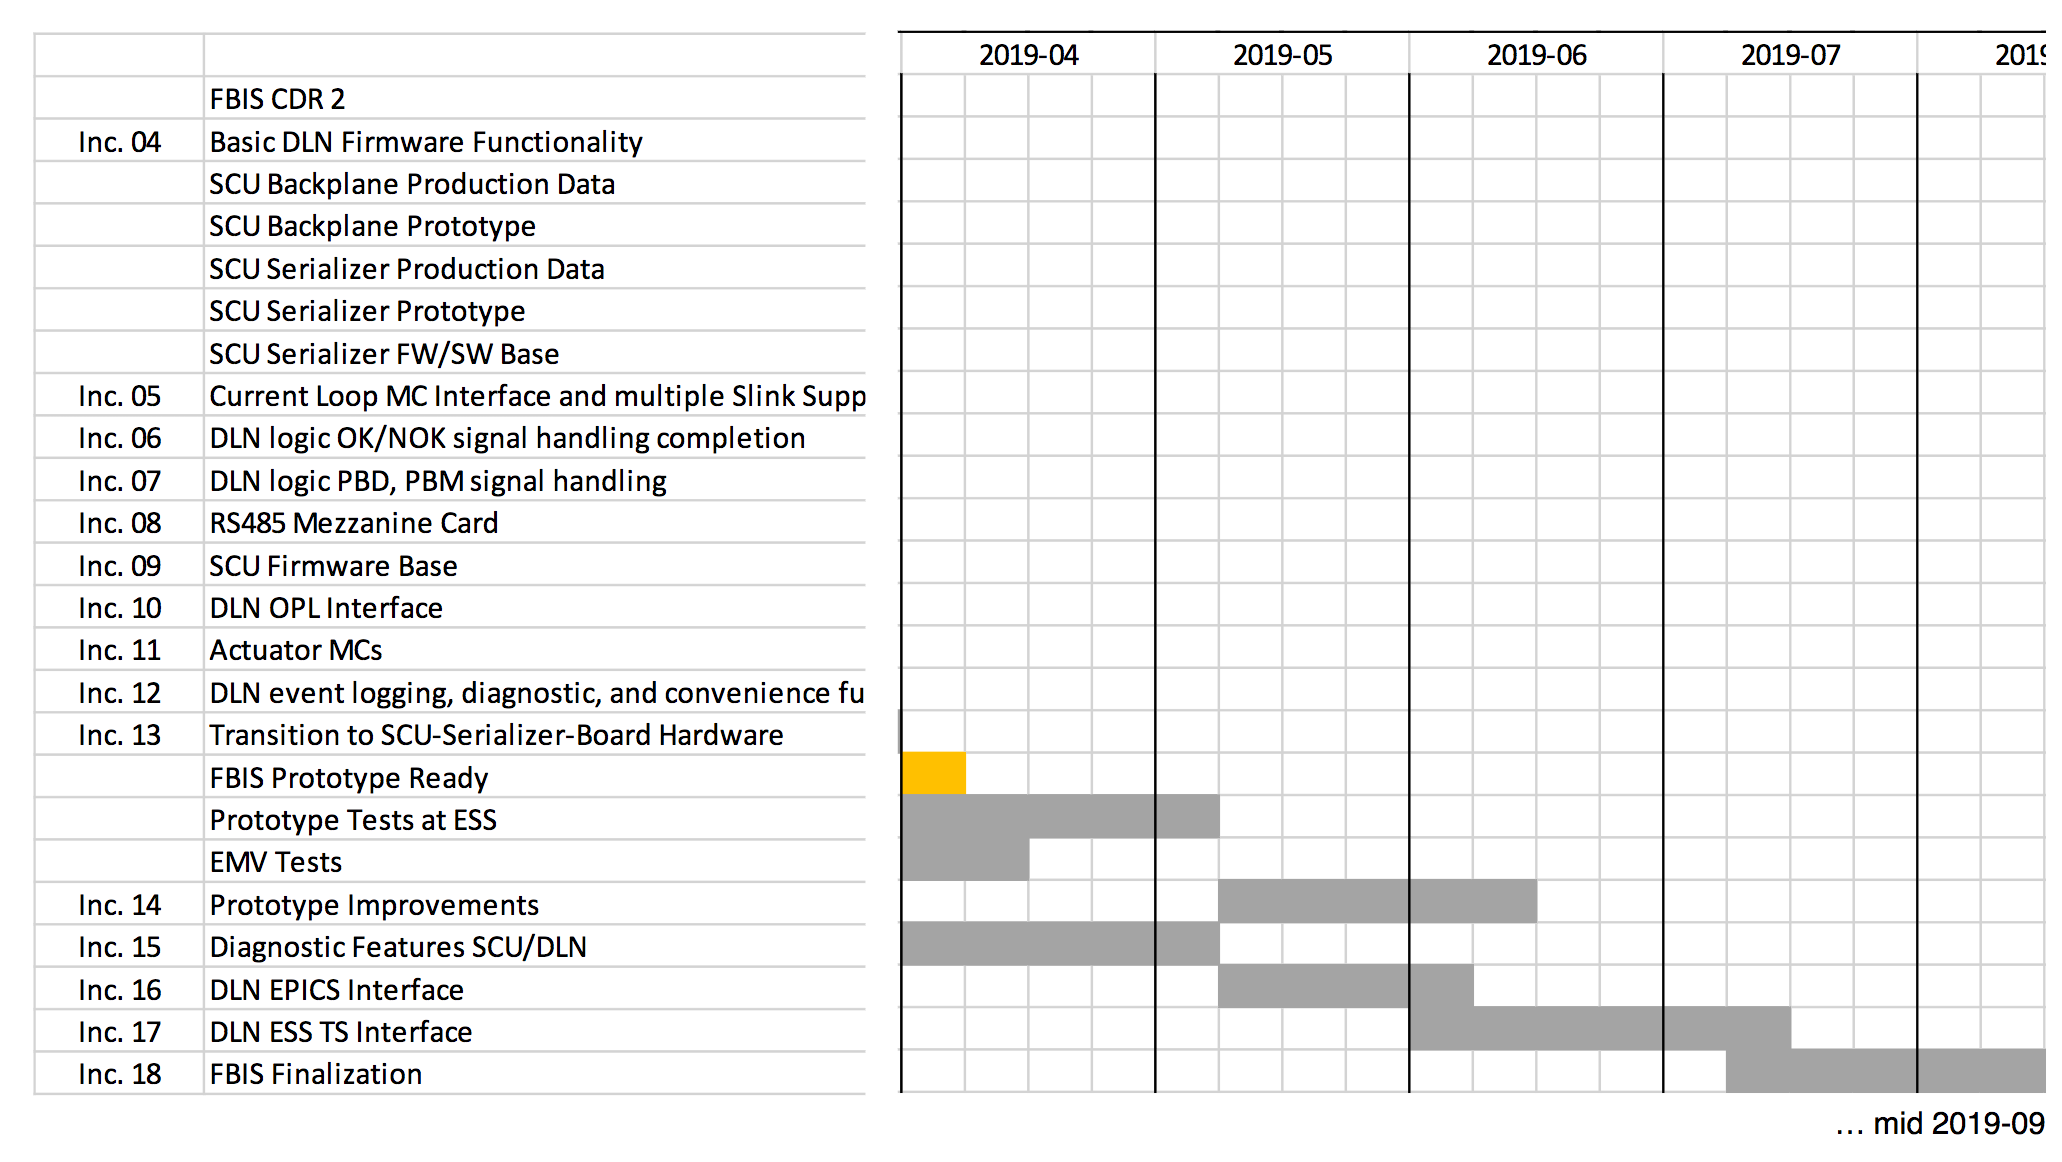 2019-04 2019-05 2019-06 2019-07 2019
FBIS CDR 2
Inc. 04 Basic DLN Firmware Functionality
SCU Backplane Production Data
SCU Backplane Prototype
SCU Serializer Production Data
SCU Serializer Prototype
SCU Serializer FW/SW Base
Inc. 05 Current Loop MC Interface and multiple Slink Supp
Inc. 06 DLN logic OK/NOK signal handling completion
Inc. 07 DLN logic PBD, PBM signal handling
Inc. 08 RS485 Mezzanine Card
Inc. 09 SCU Firmware Base
Inc. 10 DLN OPL Interface
Inc. 11 Actuator MCs
Inc. 12 DLN event logging, diagnostic, and convenience fu
Inc. 13 Transition to SCU-Serializer-Board Hardware
FBIS Prototype Ready
Prototype Tests at ESS
EMV Tests
Inc. 14 Prototype Improvements
Inc. 15 Diagnostic Features SCU/DLN
Inc. 16 DLN EPICS Interface
Inc. 17 DLN ESS TS Interface
Inc. 18 FBIS Finalization
… mid 2019-09